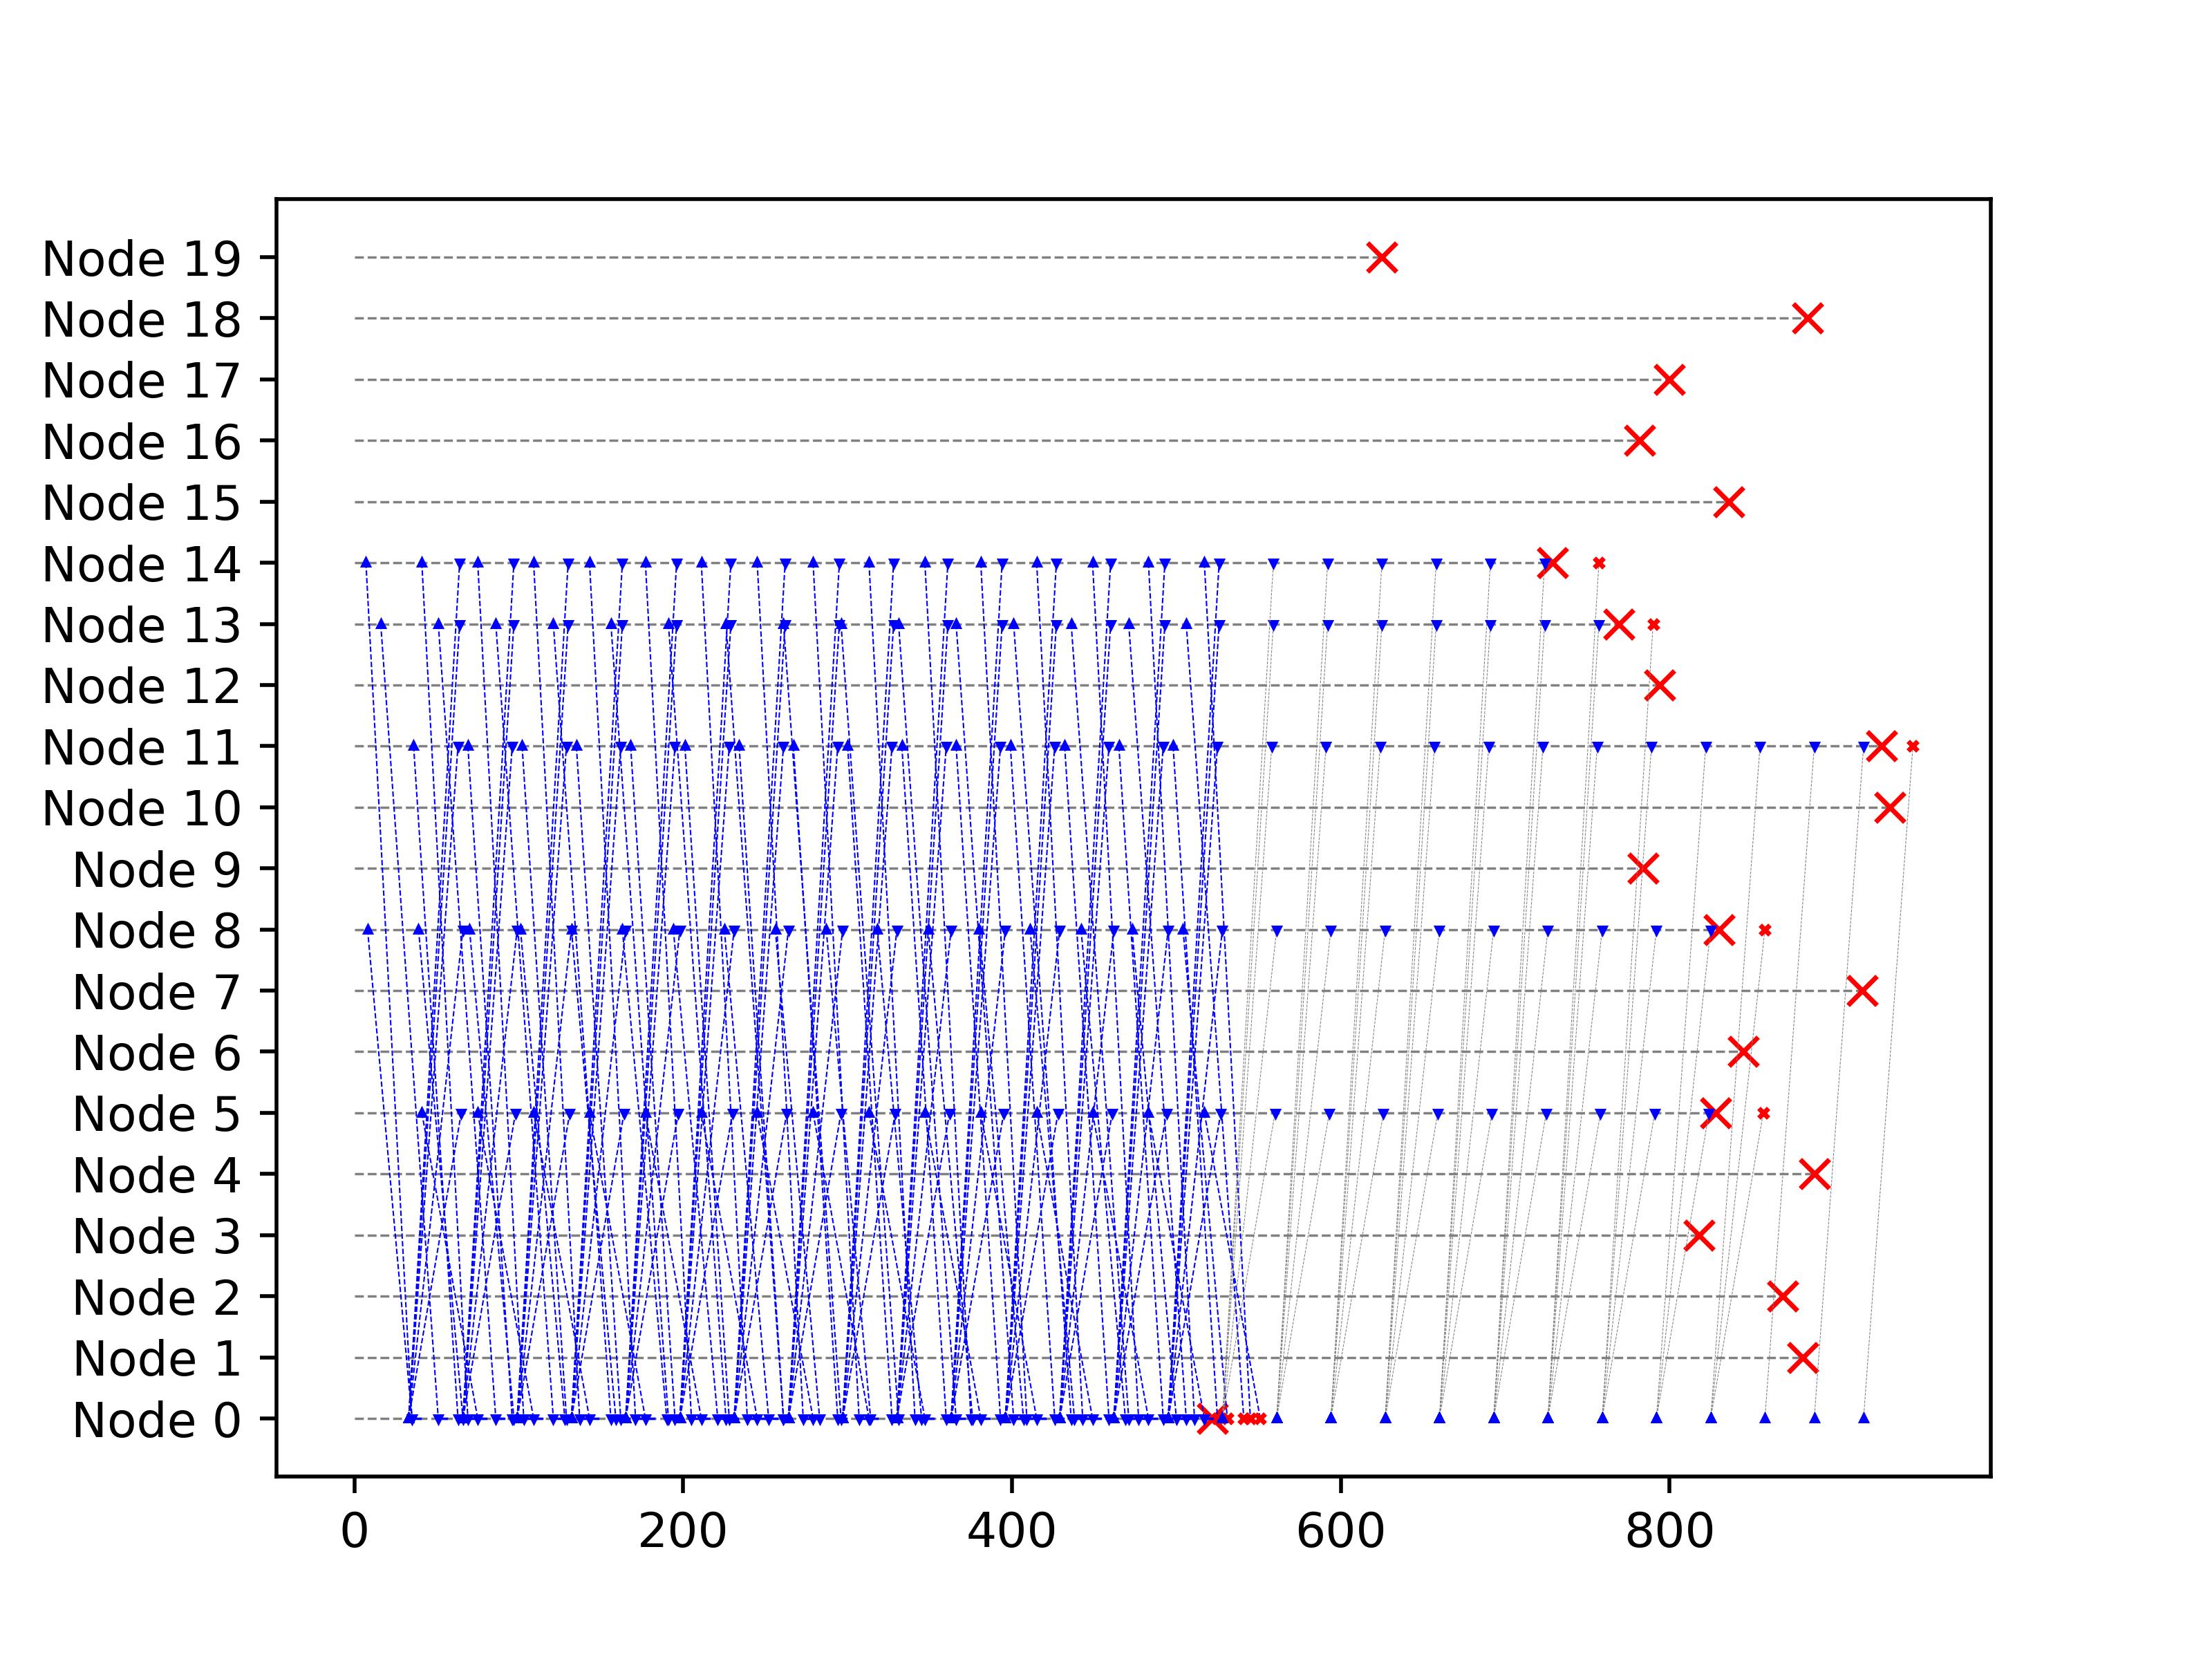 Node 19
Node 18
Node 17
Node 16
Node 15
Node 14
Node 13
Node 12
Node 11
Node 10
Node 9
Node 8
Node 7
Node 6
Node 5
Node 4
Node 3
Node 2
Node 1
Node 0
0 200 400 600 800